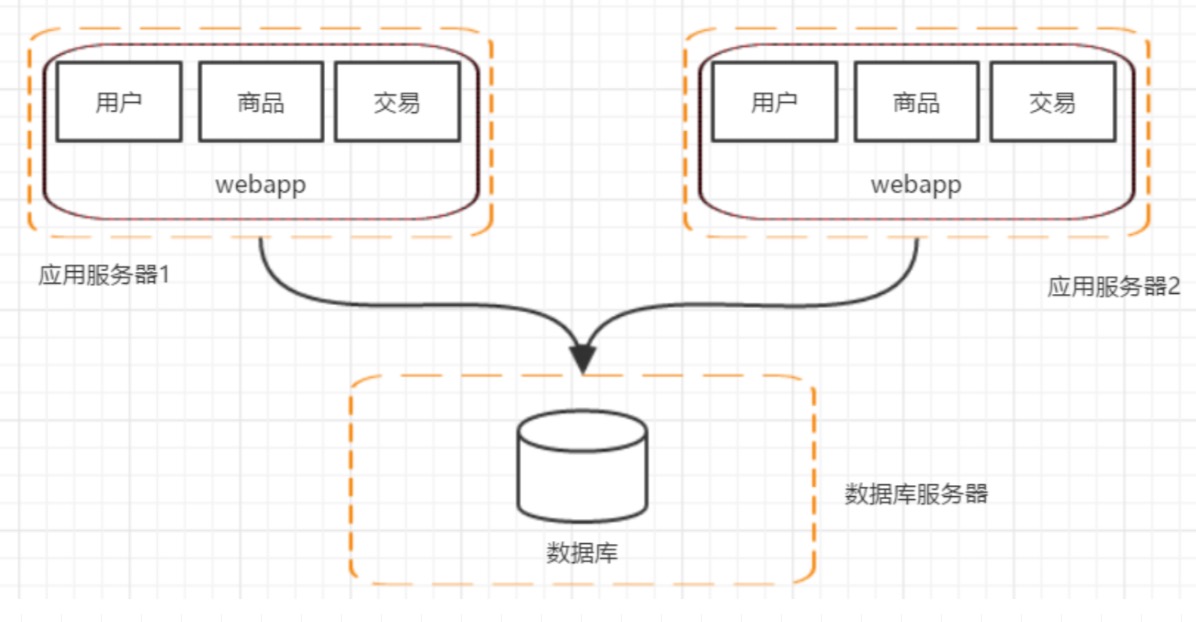 用户
商品
交易
webapp
应用服务器1
用户
商品
交易
webapp
应用服务器2
数据库
数据库服务器